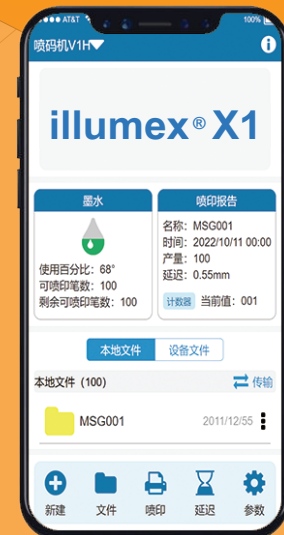 AT&T
100%
喷码机V1H
illumex® X1
墨水
使用百分比：68°
可喷印笔数：100
剩余可喷印笔数：100
喷印报告
名称：MSG001
时间：2022/10/11 00:00
产量：100
延迟：0.55mm
计数器 当前值：001
本地文件 设备文件
本地文件（100） 传输
MSG001 2011/12/55
新建 文件 喷印 延迟 参数